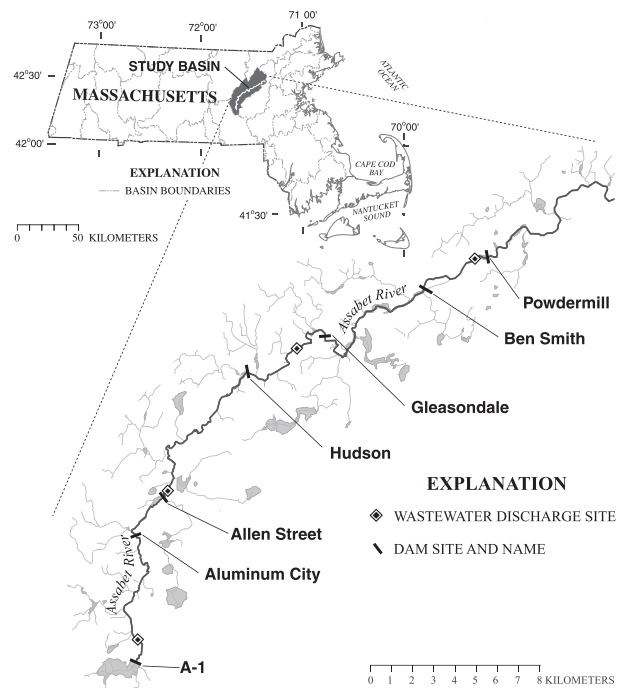 73°00'
72°00'
71 00'
42°30'
STUDY BASIN
MASSACHUSETTS
ATLANTIC
OCEAN
42°00'
70°00'
EXPLANATION
BASIN BOUNDARIES
CAPE COD
BAY
NANTUCKET
SOUND
41°30'
0 50 KILOMETERS
Assabet River
Powdermill
Ben Smith
Gleasondale
Hudson
EXPLANATION
WASTEWATER DISCHARGE SITE
DAM SITE AND NAME
Allen Street
Aluminum City
Assabet River
A-1
0 1 2 3 4 5 6 7 8 KILOMETERS